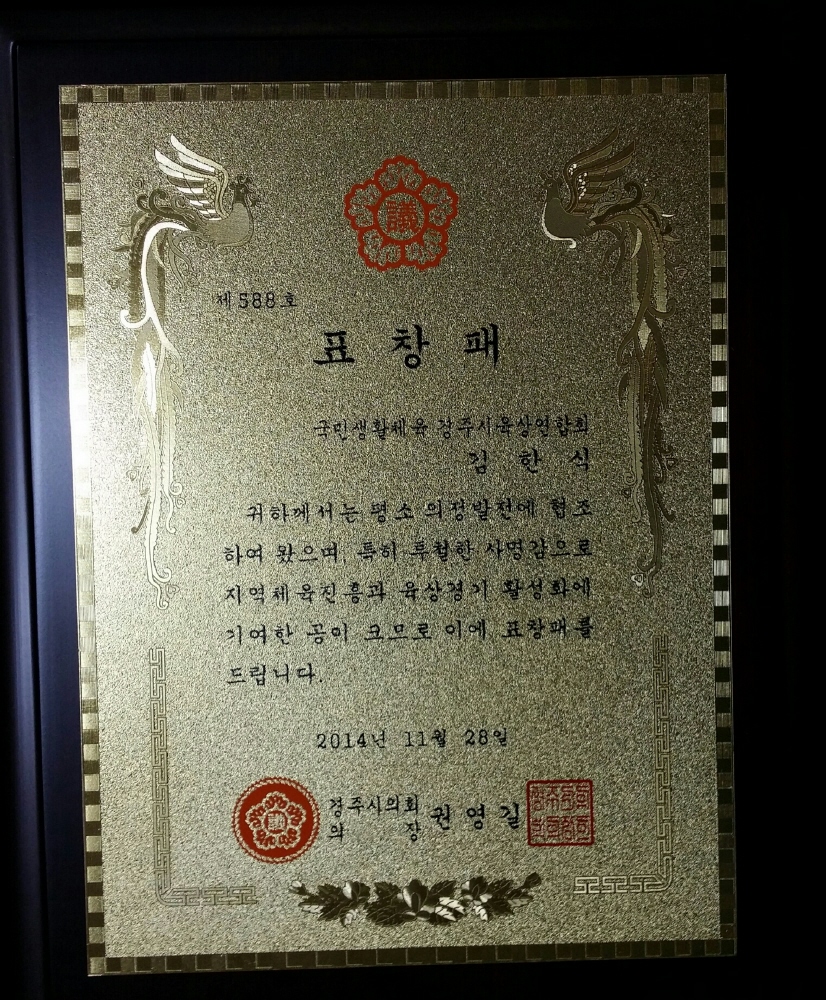 議
제 588 호
표 창 패
국민생활체육 경주시육상연합회
김 한 식
귀하께서는 평소 의정발전에 협조
하여 왔으며, 특히 투철한 사명감으로
지역체육진흥과 육상경기 활성화에
기여한 공이 크므로 이에 표창패를
드립니다.
2014년 11월 28일
경주시의회
의 장 권 영 길